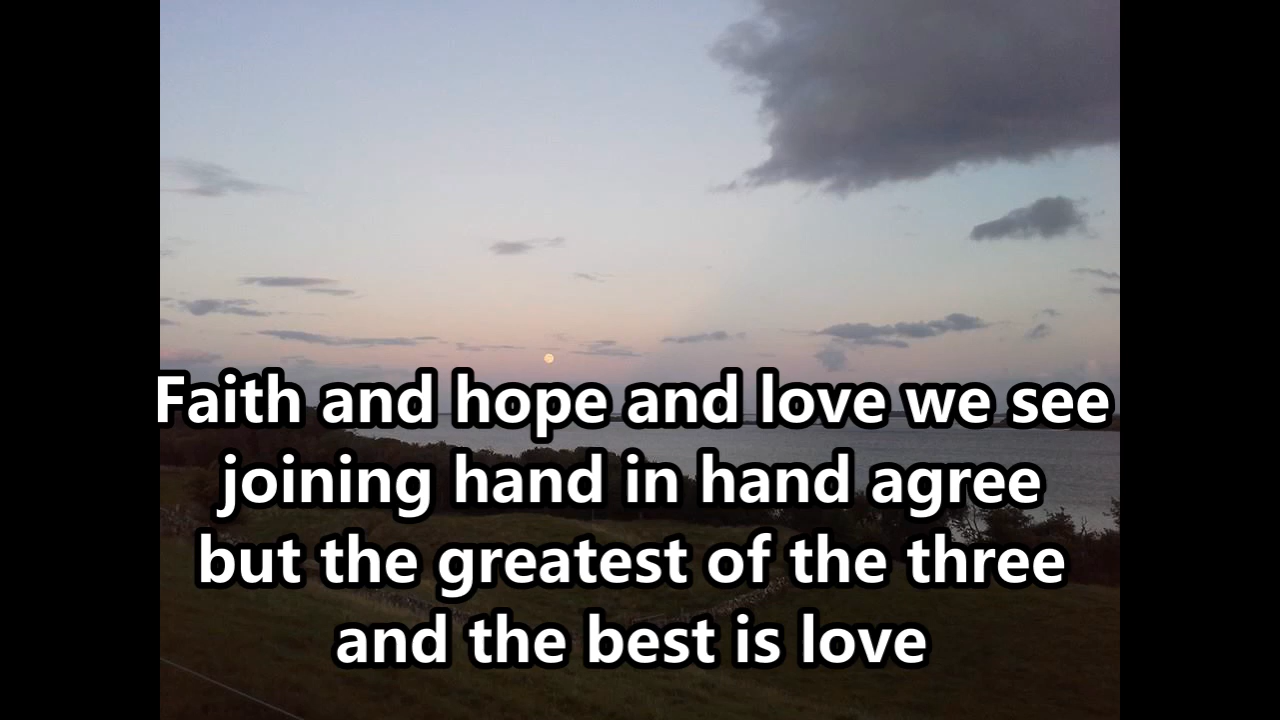 Faith and hope and love we see
joining hand in hand agree
but the greatest of the three
and the best is love